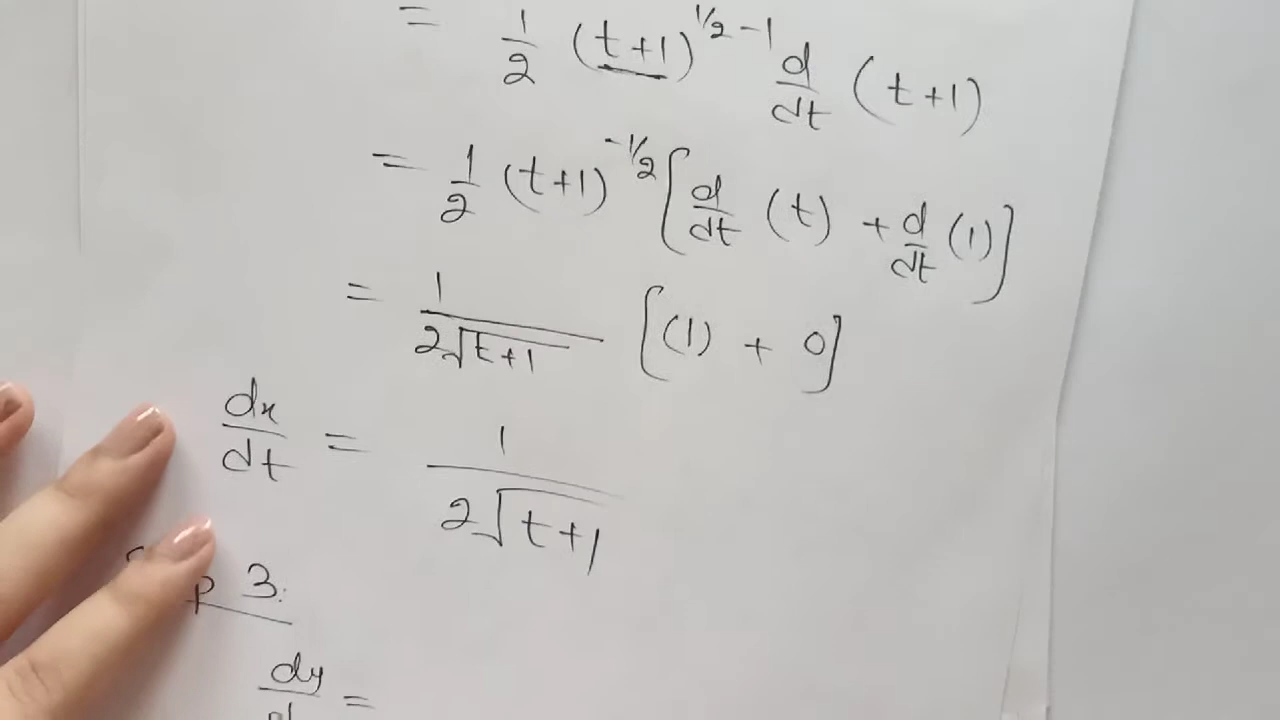 = 1/2 (t+1)^{1/2-1} d/dt (t+1)
= 1/2 (t+1)^{-1/2} [d/dt (t) + d/dt (1)]
= 1/(2√(t+1)) [(1) + 0]
dx/dt = 1/(2√(t+1))
3:
dy/d =